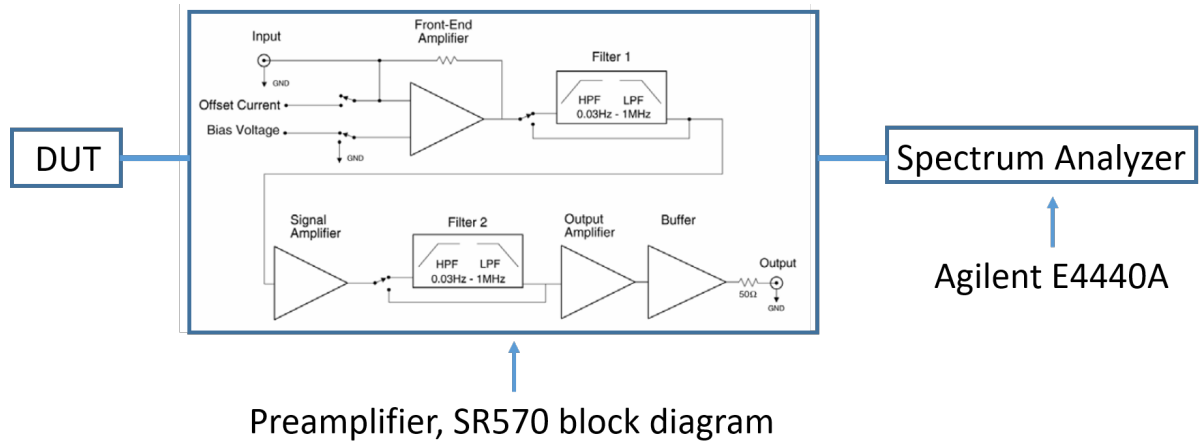 Front-End
Amplifier
Input
GND
Offset Current
Bias Voltage
GND
Filter 1
HPF LPF
0.03Hz - 1MHz
DUT
Spectrum Analyzer
Signal
Amplifier
Filter 2
HPF LPF
0.03Hz - 1MHz
Output
Amplifier
Buffer
Output
50Ω
GND
Agilent E4440A
Preamplifier, SR570 block diagram